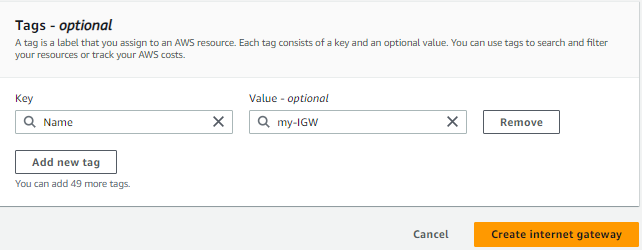 Tags - optional
A tag is a label that you assign to an AWS resource. Each tag consists of a key and an optional value. You can use tags to search and filter
your resources or track your AWS costs.
Key
Value - optional
Name
my-IGW
Remove
Add new tag
You can add 49 more tags.
Cancel
Create internet gateway